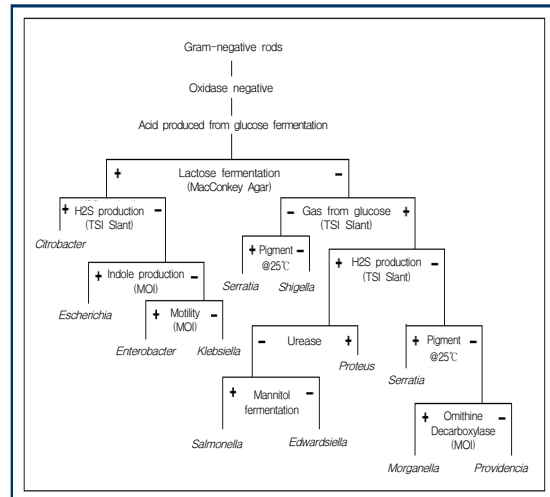 Gram-negative rods
Oxidase negative
Acid produced from glucose fermentation
+ Lactose fermentation -
(MacConkey Agar)
+ H2S production -
(TSI Slant)
- Gas from glucose +
(TSI Slant)
Citrobacter
+ Pigment -
@25℃
+ H2S production -
(TSI Slant)
+ Indole production -
(MOI)
Serratia
Shigella
Escherichia
+ Motility -
(MOI)
- Urease +
+ Pigment -
@25℃
Enterobacter
Klebsiella
Proteus
Serratia
+ Mannitol -
fermentation
+ Ornithine -
Decarboxylase
(MOI)
Salmonella
Edwardsiella
Morganella
Providencia